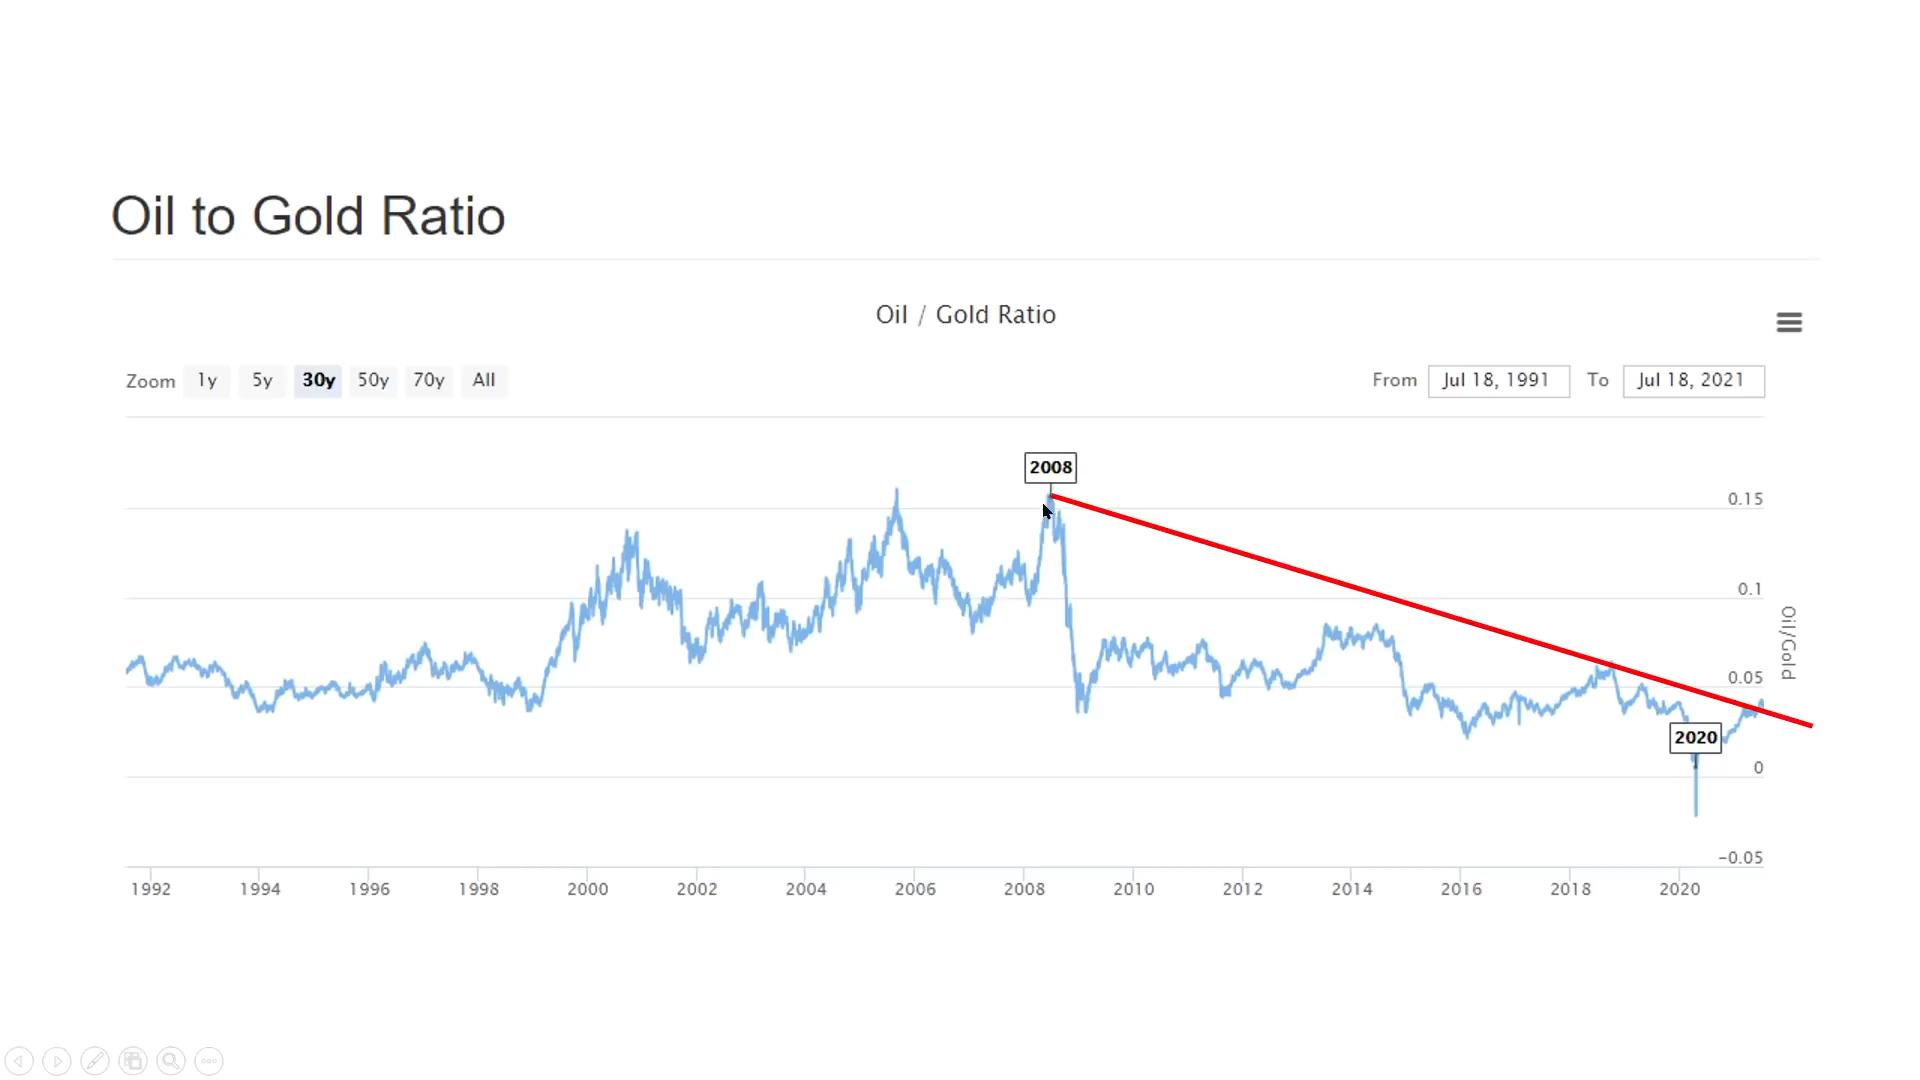 Oil to Gold Ratio
Oil / Gold Ratio
Zoom 1y 5y 30y 50y 70y All From Jul 18, 1991 To Jul 18, 2021
2008
0.15
0.1
Oil/Gold
0.05
2020
0
-0.05
1992 1994 1996 1998 2000 2002 2004 2006 2008 2010 2012 2014 2016 2018 2020